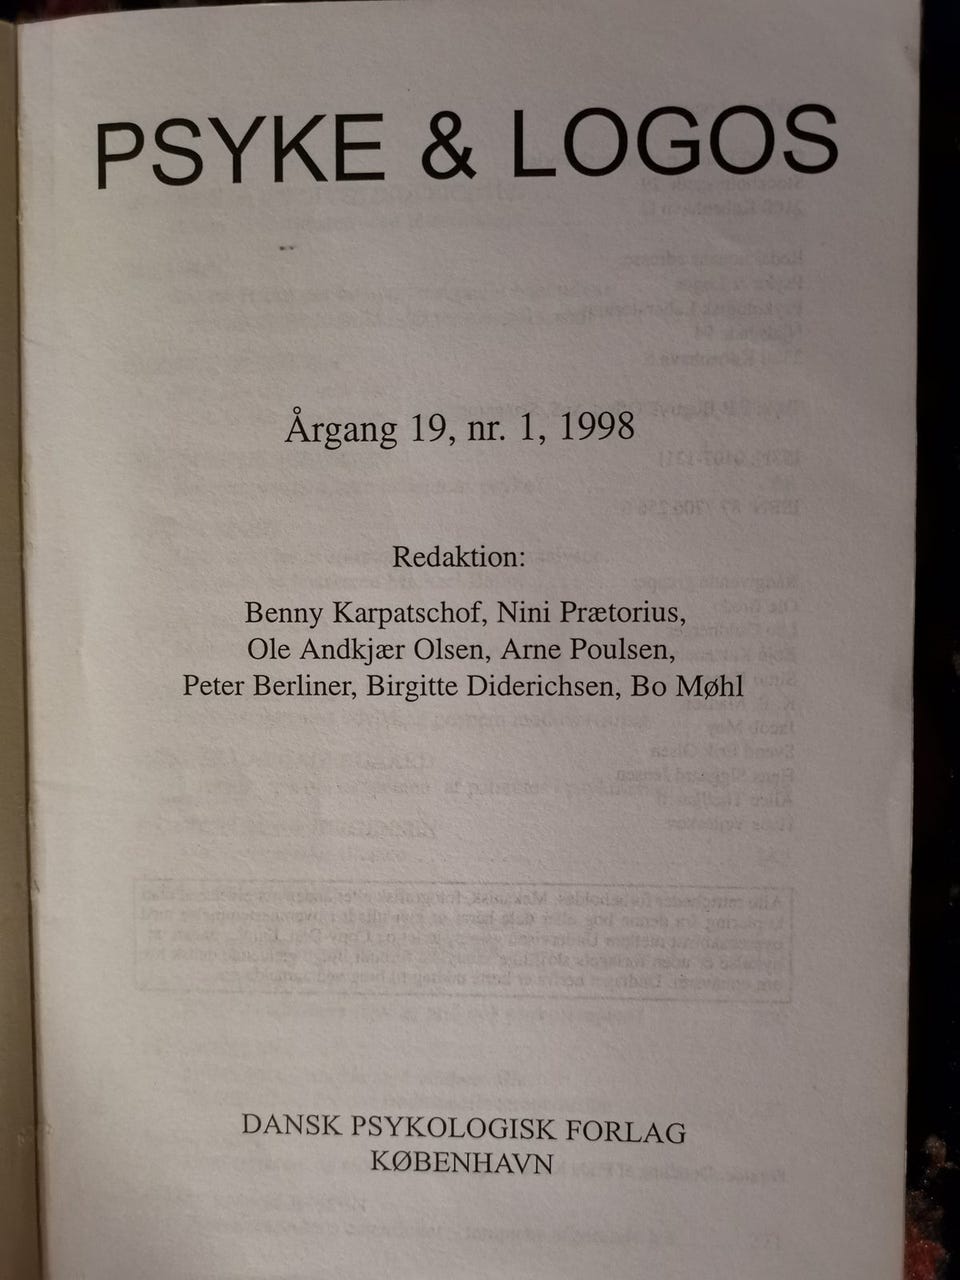 PSYKE & LOGOS
Årgang 19, nr. 1, 1998
Redaktion:
Benny Karpatschof, Nini Prætorius,
Ole Andkjær Olsen, Arne Poulsen,
Peter Berliner, Birgitte Diderichsen, Bo Møhl
DANSK PSYKOLOGISK FORLAG
KØBENHAVN